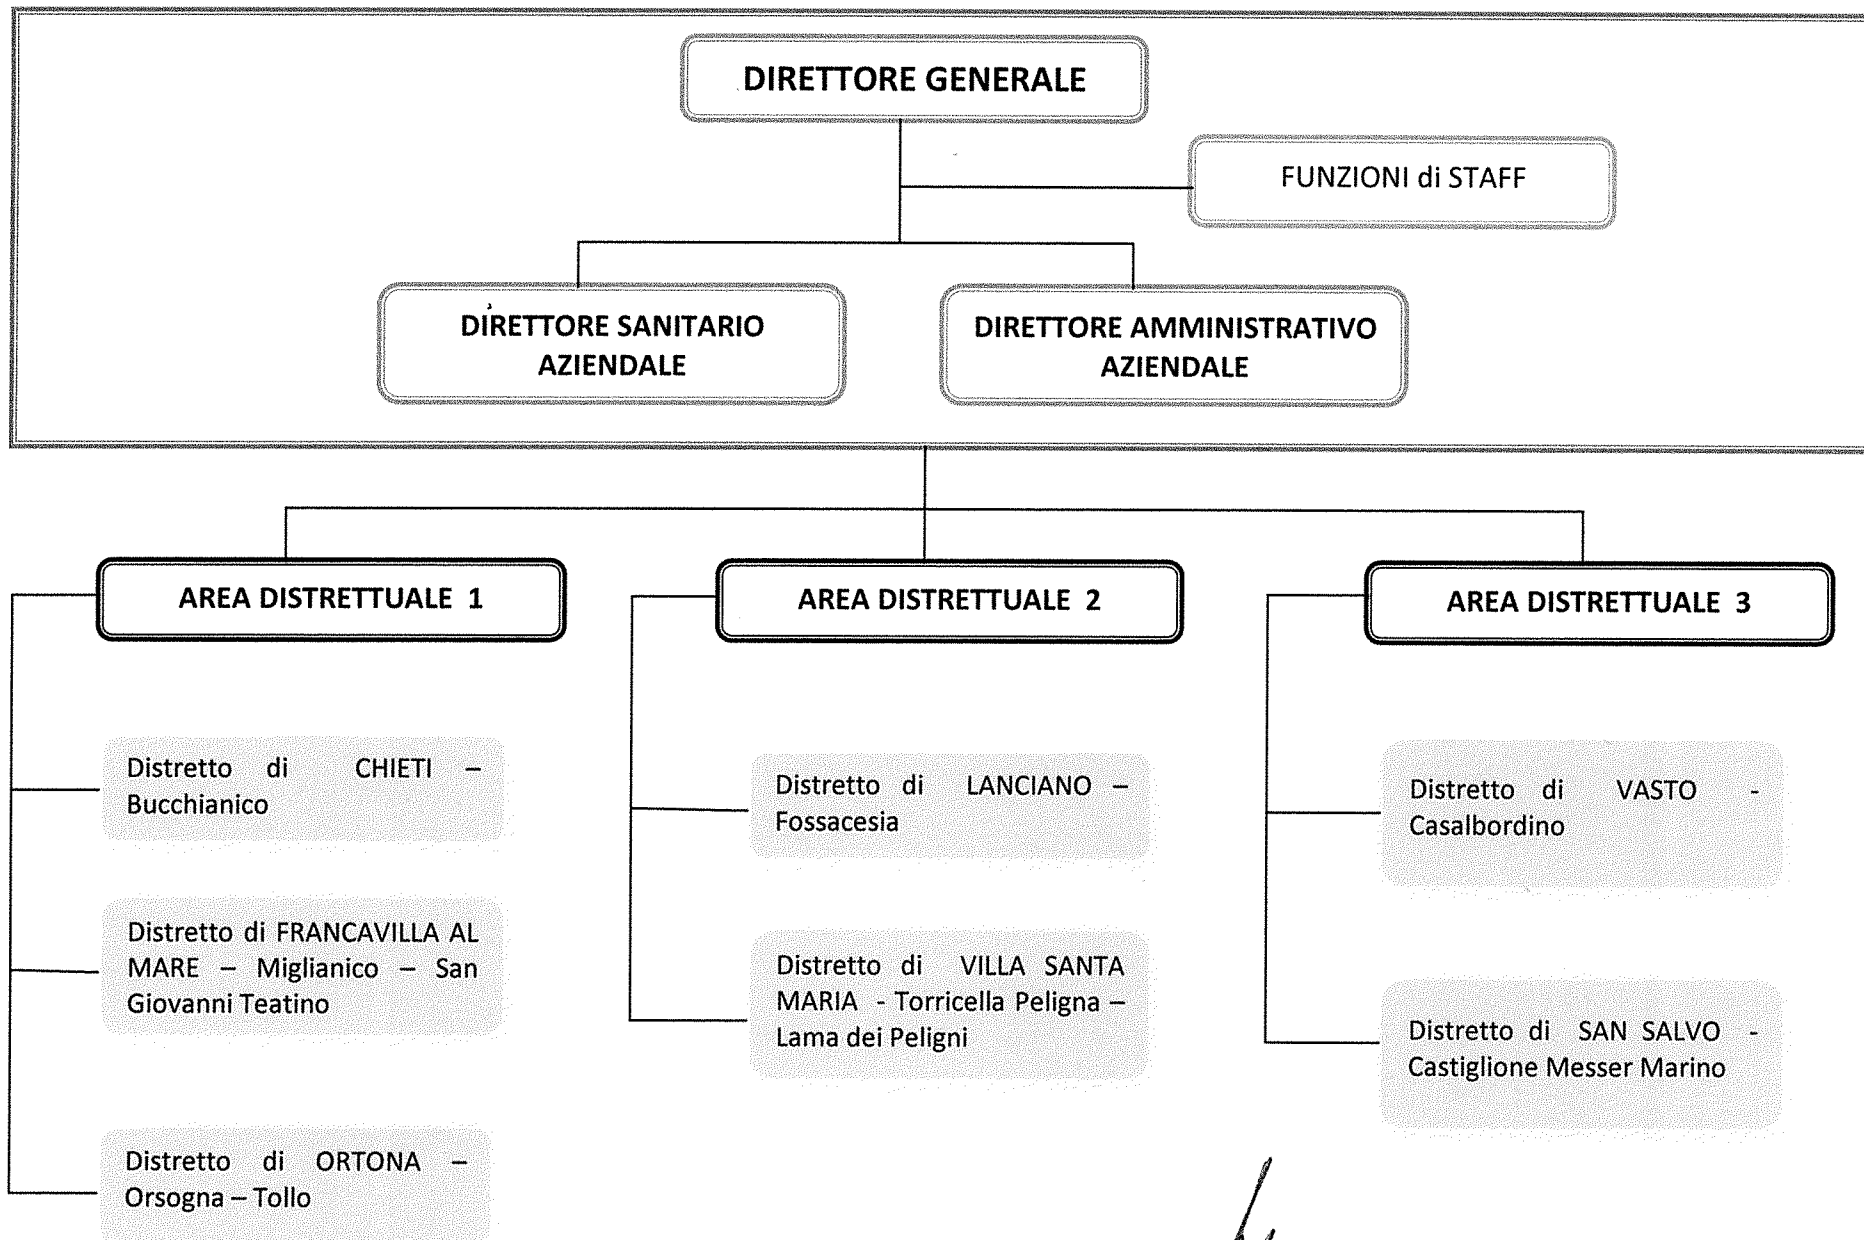 DIRETTORE GENERALE
FUNZIONI di STAFF
DIRETTORE SANITARIO
AZIENDALE
DIRETTORE AMMINISTRATIVO
AZIENDALE
AREA DISTRETTUALE 1
Distretto di CHIETI –
Bucchianico
Distretto di FRANCAVILLA AL
MARE – Miglianico – San
Giovanni Teatino
Distretto di ORTONA –
Orsogna – Tollo
AREA DISTRETTUALE 2
Distretto di LANCIANO –
Fossacesia
Distretto di VILLA SANTA
MARIA - Torricella Peligna –
Lama dei Peligni
AREA DISTRETTUALE 3
Distretto di VASTO -
Casalbordino
Distretto di SAN SALVO -
Castiglione Messer Marino